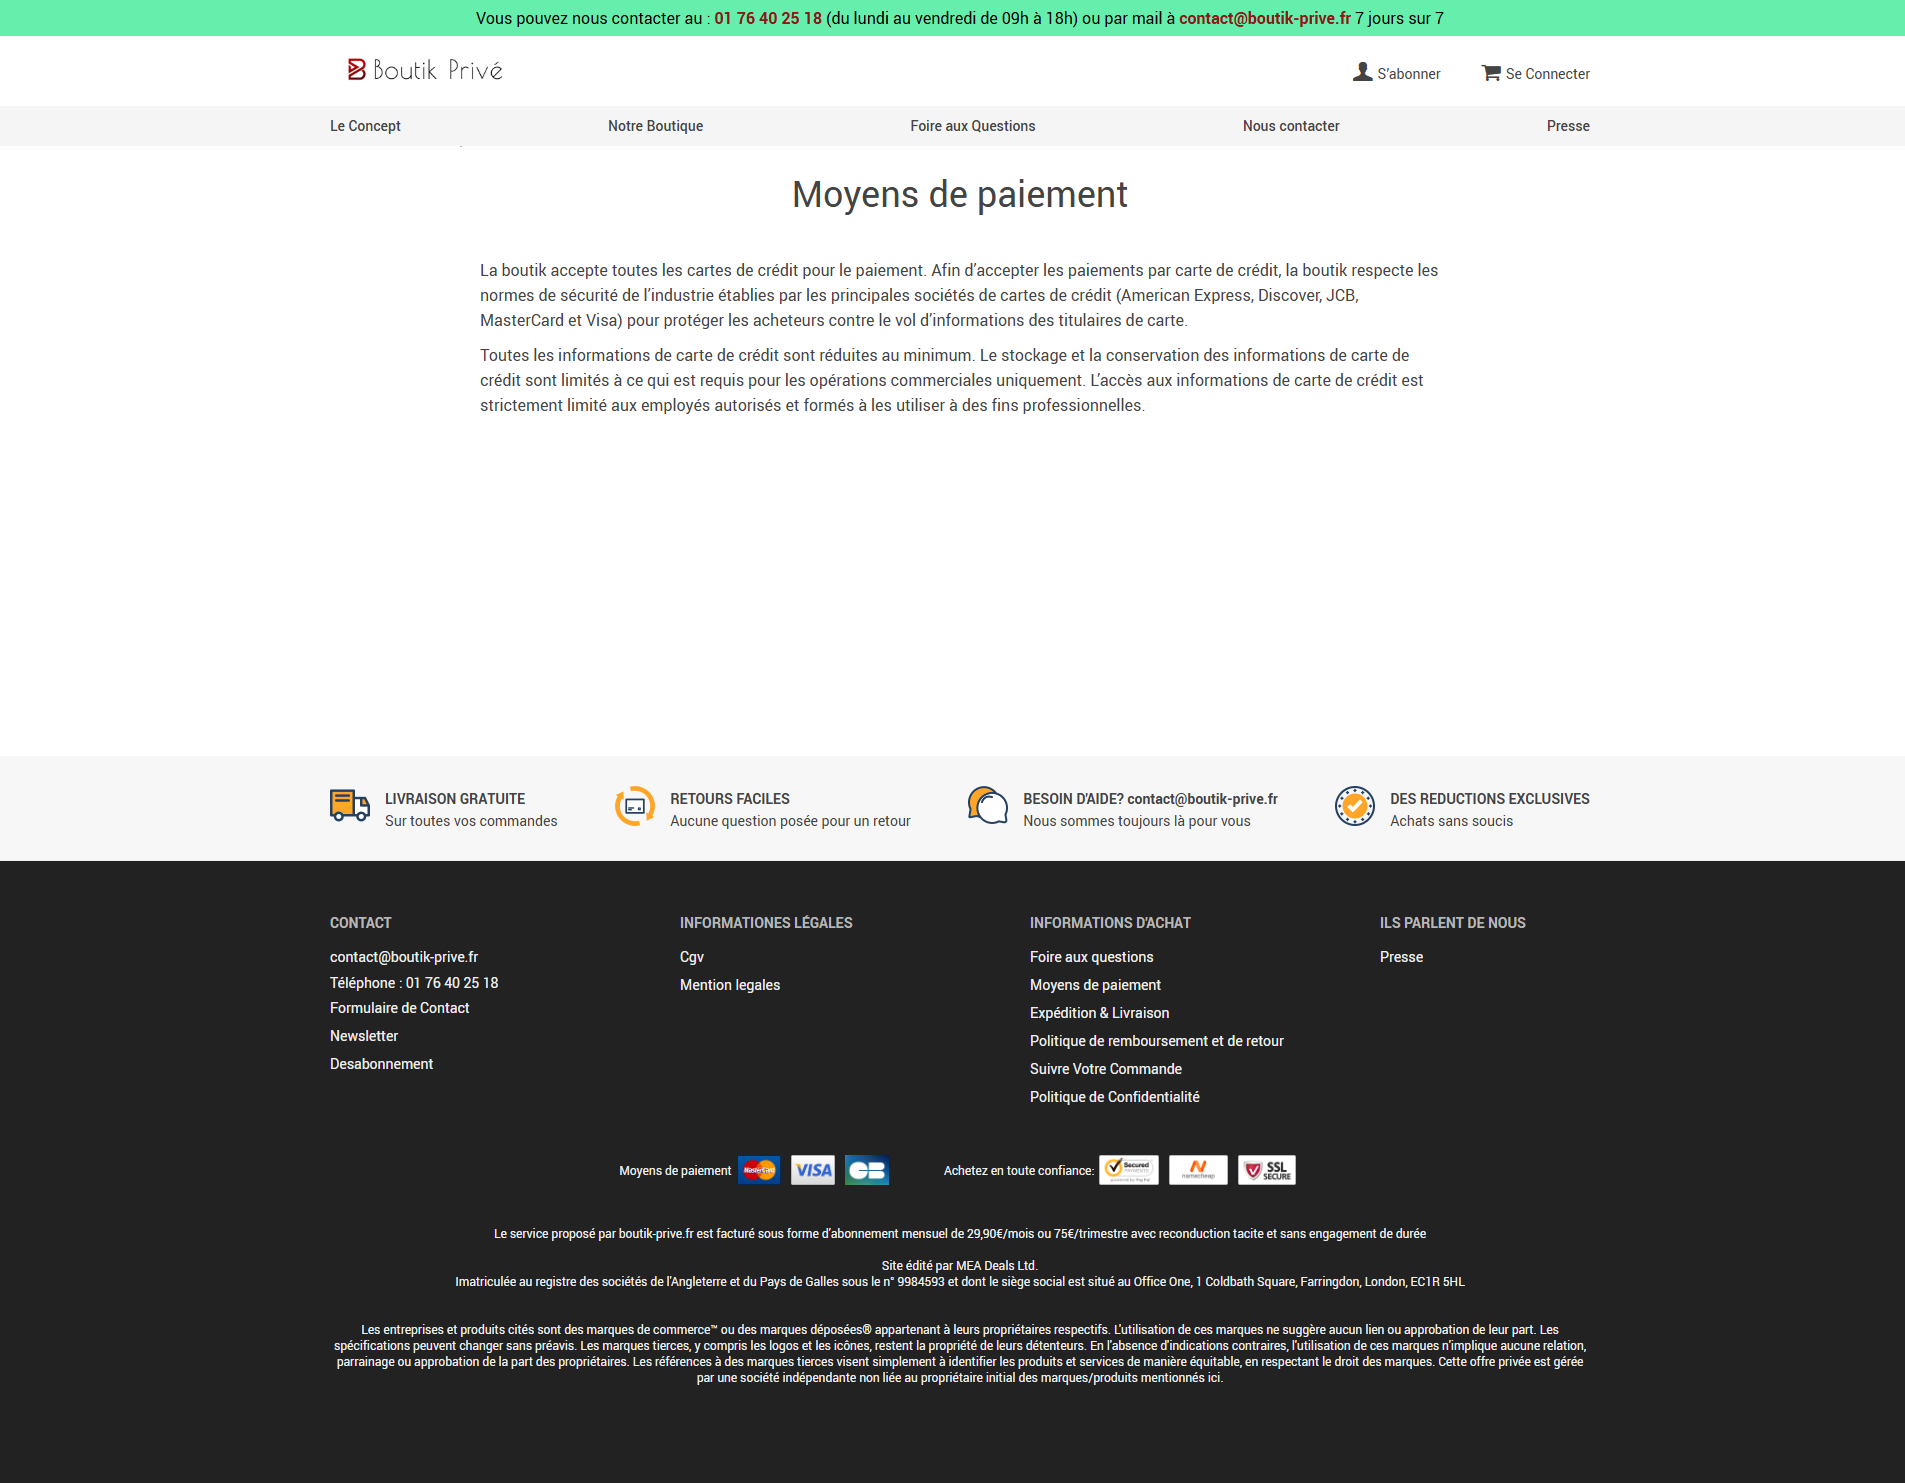 Vous pouvez nous contacter au : 01 76 40 25 18 (du lundi au vendredi de 09h à 18h) ou par mail à contact@boutik-prive.fr 7 jours sur 7
Boutik Privé
S'abonner
Se Connecter
Le Concept
Notre Boutique
Foire aux Questions
Nous contacter
Presse
Moyens de paiement
La boutik accepte toutes les cartes de crédit pour le paiement. Afin d’accepter les paiements par carte de crédit, la boutik respecte les
normes de sécurité de l’industrie établies par les principales sociétés de cartes de crédit (American Express, Discover, JCB,
MasterCard et Visa) pour protéger les acheteurs contre le vol d’informations des titulaires de carte.
Toutes les informations de carte de crédit sont réduites au minimum. Le stockage et la conservation des informations de carte de
crédit sont limités à ce qui est requis pour les opérations commerciales uniquement. L’accès aux informations de carte de crédit est
strictement limité aux employés autorisés et formés à les utiliser à des fins professionnelles.
LIVRAISON GRATUITE
Sur toutes vos commandes
RETOURS FACILES
Aucune question posée pour un retour
BESOIN D'AIDE? contact@boutik-prive.fr
Nous sommes toujours là pour vous
DES REDUCTIONS EXCLUSIVES
Achats sans soucis
CONTACT
contact@boutik-prive.fr
Téléphone : 01 76 40 25 18
Formulaire de Contact
Newsletter
Desabonnement
INFORMATIONES LÉGALES
Cgv
Mention legales
INFORMATIONS D'ACHAT
Foire aux questions
Moyens de paiement
Expédition & Livraison
Politique de remboursement et de retour
Suivre Votre Commande
Politique de Confidentialité
ILS PARLENT DE NOUS
Presse
Moyens de paiement MasterCard VISA CB
Achetez en toute confiance: Secured PAYMENTS powered by PayPal namecheap SSL SECURE
Le service proposé par boutik-prive.fr est facturé sous forme d’abonnement mensuel de 29,90€/mois ou 75€/trimestre avec reconduction tacite et sans engagement de durée
Site édité par MEA Deals Ltd.
Imatriculée au registre des sociétés de l'Angleterre et du Pays de Galles sous le n° 9984593 et dont le siège social est situé au Office One, 1 Coldbath Square, Farringdon, London, EC1R 5HL
Les entreprises et produits cités sont des marques de commerce™ ou des marques déposées® appartenant à leurs propriétaires respectifs. L'utilisation de ces marques ne suggère aucun lien ou approbation de leur part. Les
spécifications peuvent changer sans préavis. Les marques tierces, y compris les logos et les icônes, restent la propriété de leurs détenteurs. En l'absence d'indications contraires, l'utilisation de ces marques n'implique aucune relation,
parrainage ou approbation de la part des propriétaires. Les références à des marques tierces visent simplement à identifier les produits et services de manière équitable, en respectant le droit des marques. Cette offre privée est gérée
par une société indépendante non liée au propriétaire initial des marques/produits mentionnés ici.